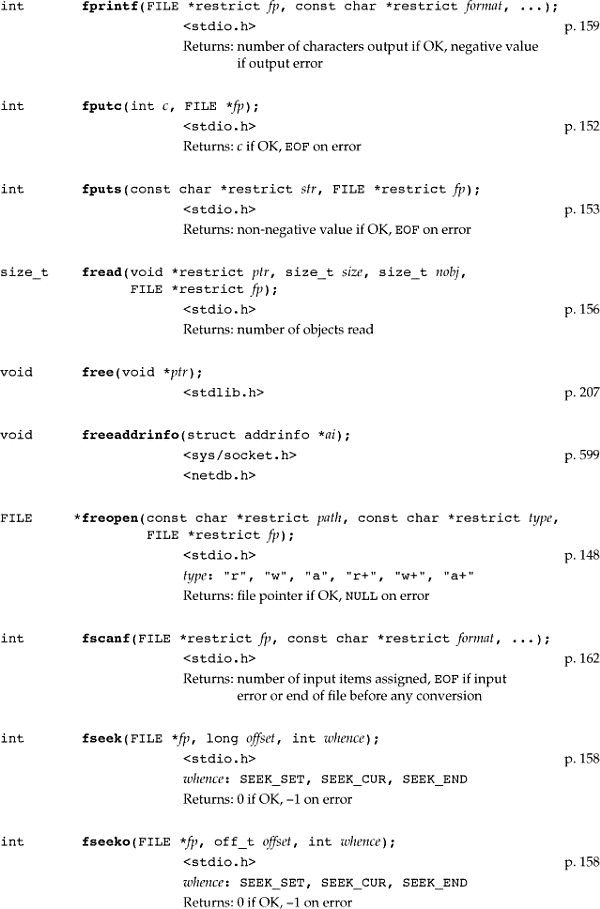 int fprintf(FILE *restrict fp, const char *restrict format, ...);
<stdio.h> p. 159
Returns: number of characters output if OK, negative value
if output error
int fputc(int c, FILE *fp);
<stdio.h> p. 152
Returns: c if OK, EOF on error
int fputs(const char *restrict str, FILE *restrict fp);
<stdio.h> p. 153
Returns: non-negative value if OK, EOF on error
size_t fread(void *restrict ptr, size_t size, size_t nobj,
FILE *restrict fp);
<stdio.h> p. 156
Returns: number of objects read
void free(void *ptr);
<stdlib.h> p. 207
void freeaddrinfo(struct addrinfo *ai);
<sys/socket.h> p. 599
<netdb.h>
FILE *freopen(const char *restrict path, const char *restrict type,
FILE *restrict fp);
<stdio.h> p. 148
type: "r", "w", "a", "r+", "w+", "a+"
Returns: file pointer if OK, NULL on error
int fscanf(FILE *restrict fp, const char *restrict format, ...);
<stdio.h> p. 162
Returns: number of input items assigned, EOF if input
error or end of file before any conversion
int fseek(FILE *fp, long offset, int whence);
<stdio.h> p. 158
whence: SEEK_SET, SEEK_CUR, SEEK_END
Returns: 0 if OK, –1 on error
int fseeko(FILE *fp, off_t offset, int whence);
<stdio.h> p. 158
whence: SEEK_SET, SEEK_CUR, SEEK_END
Returns: 0 if OK, –1 on error